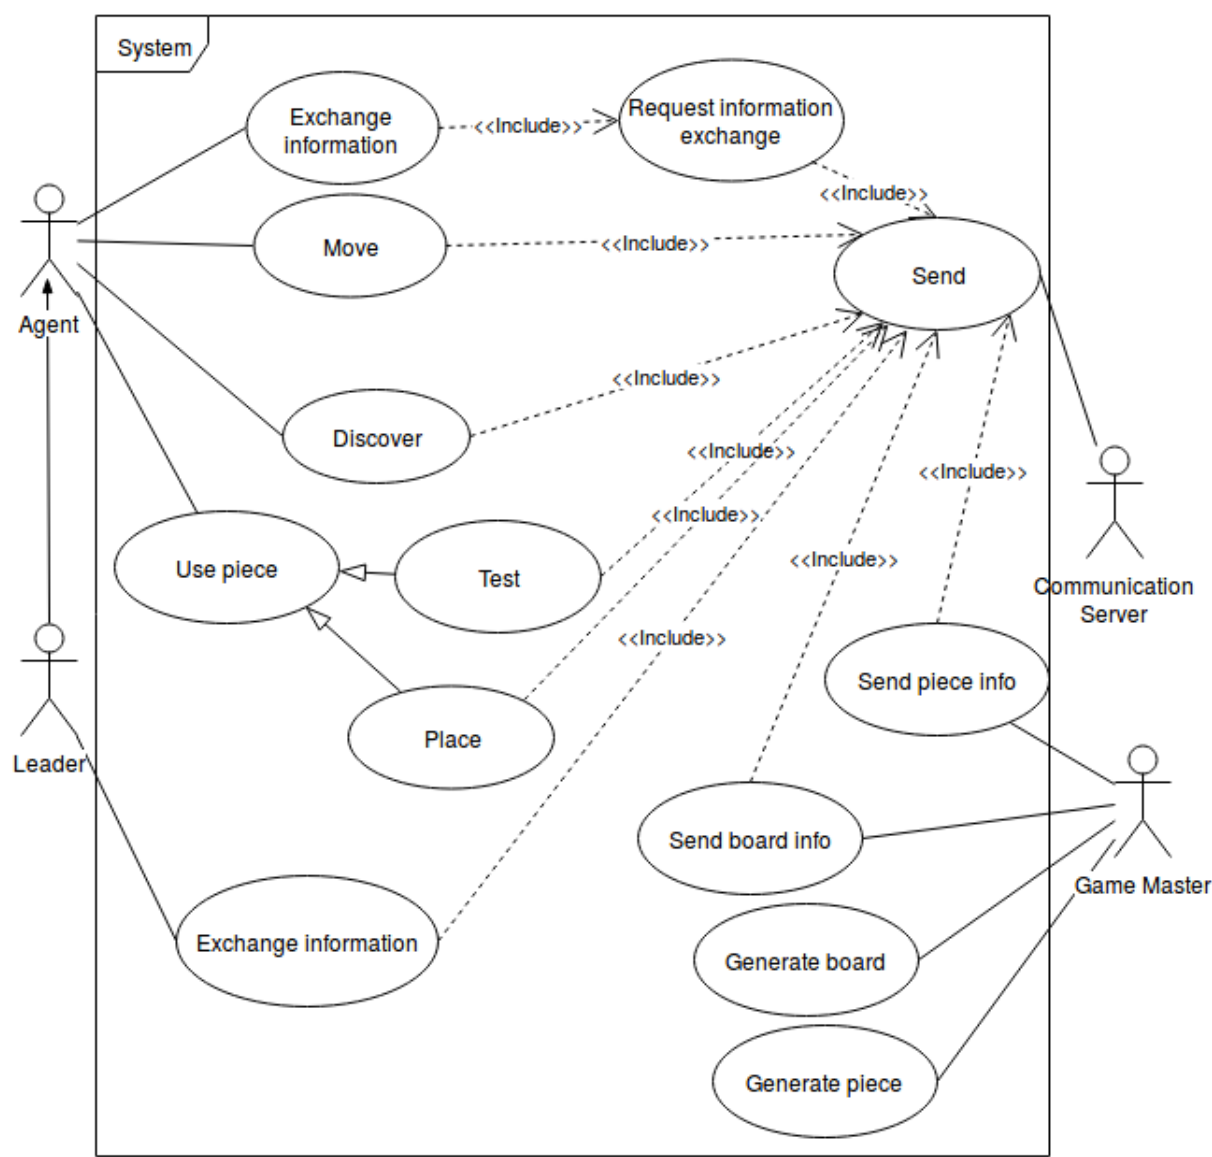 System
Exchange
information
<<Include>>
Request information
exchange
<<Include>>
Move
<<Include>>
Send
Agent
<<Include>>
Discover
<<Include>>
<<Include>>
<<Include>>
Use piece
Test
<<Include>>
Communication
Server
<<Include>>
Send piece info
Place
Leader
Send board info
Game Master
Exchange information
Generate board
Generate piece